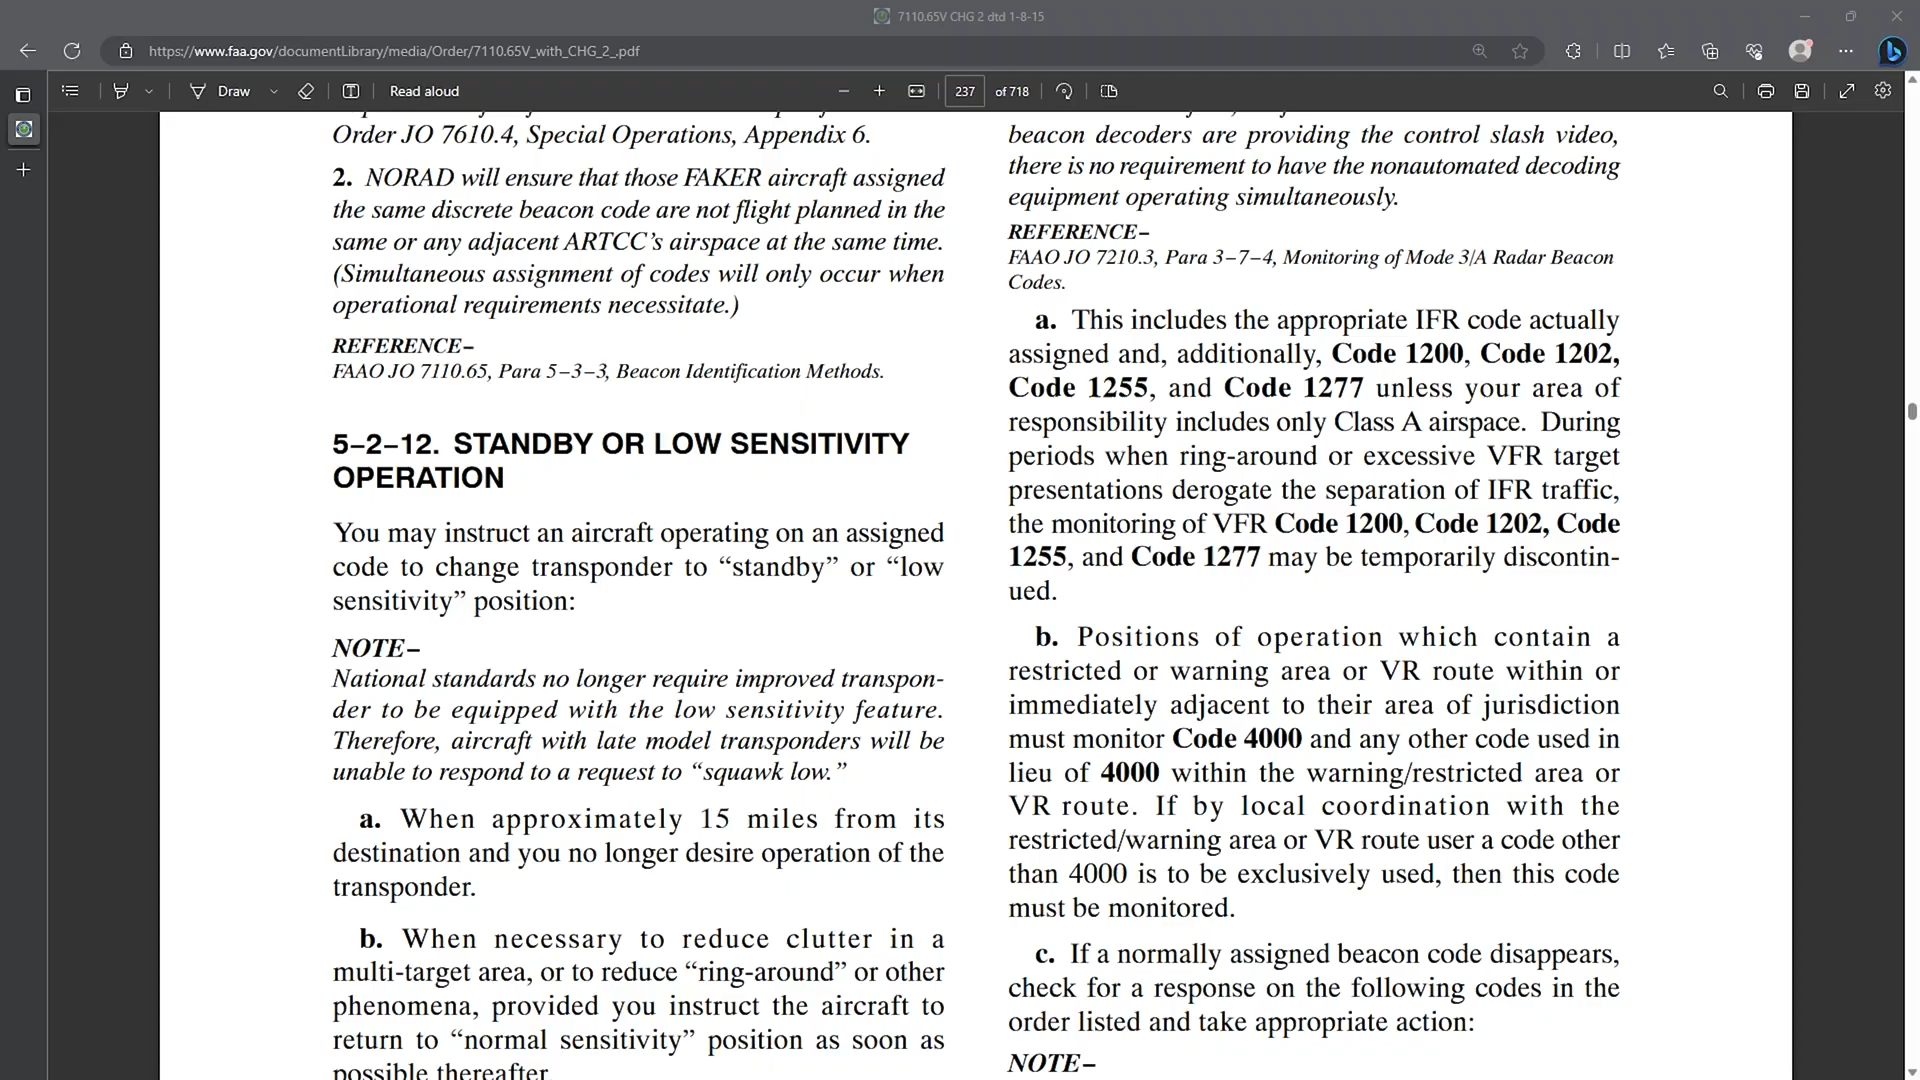 7110.65V CHG 2 dtd 1-8-15
https://www.faa.gov/documentLibrary/media/Order/7110.65V_with_CHG_2_.pdf
Draw
Read aloud
237 of 718
Order JO 7610.4, Special Operations, Appendix 6.
2. NORAD will ensure that those FAKER aircraft assigned
the same discrete beacon code are not flight planned in the
same or any adjacent ARTCC’s airspace at the same time.
(Simultaneous assignment of codes will only occur when
operational requirements necessitate.)
REFERENCE−
FAAO JO 7110.65, Para 5−3−3, Beacon Identification Methods.
5−2−12. STANDBY OR LOW SENSITIVITY
OPERATION
You may instruct an aircraft operating on an assigned
code to change transponder to “standby” or “low
sensitivity” position:
NOTE−
National standards no longer require improved transpon-
der to be equipped with the low sensitivity feature.
Therefore, aircraft with late model transponders will be
unable to respond to a request to “squawk low.”
a. When approximately 15 miles from its
destination and you no longer desire operation of the
transponder.
b. When necessary to reduce clutter in a
multi-target area, or to reduce “ring-around” or other
phenomena, provided you instruct the aircraft to
return to “normal sensitivity” position as soon as
possible thereafter.
beacon decoders are providing the control slash video,
there is no requirement to have the nonautomated decoding
equipment operating simultaneously.
REFERENCE−
FAAO JO 7210.3, Para 3−7−4, Monitoring of Mode 3/A Radar Beacon
Codes.
a. This includes the appropriate IFR code actually
assigned and, additionally, Code 1200, Code 1202,
Code 1255, and Code 1277 unless your area of
responsibility includes only Class A airspace. During
periods when ring-around or excessive VFR target
presentations derogate the separation of IFR traffic,
the monitoring of VFR Code 1200, Code 1202, Code
1255, and Code 1277 may be temporarily discontin-
ued.
b. Positions of operation which contain a
restricted or warning area or VR route within or
immediately adjacent to their area of jurisdiction
must monitor Code 4000 and any other code used in
lieu of 4000 within the warning/restricted area or
VR route. If by local coordination with the
restricted/warning area or VR route user a code other
than 4000 is to be exclusively used, then this code
must be monitored.
c. If a normally assigned beacon code disappears,
check for a response on the following codes in the
order listed and take appropriate action:
NOTE−